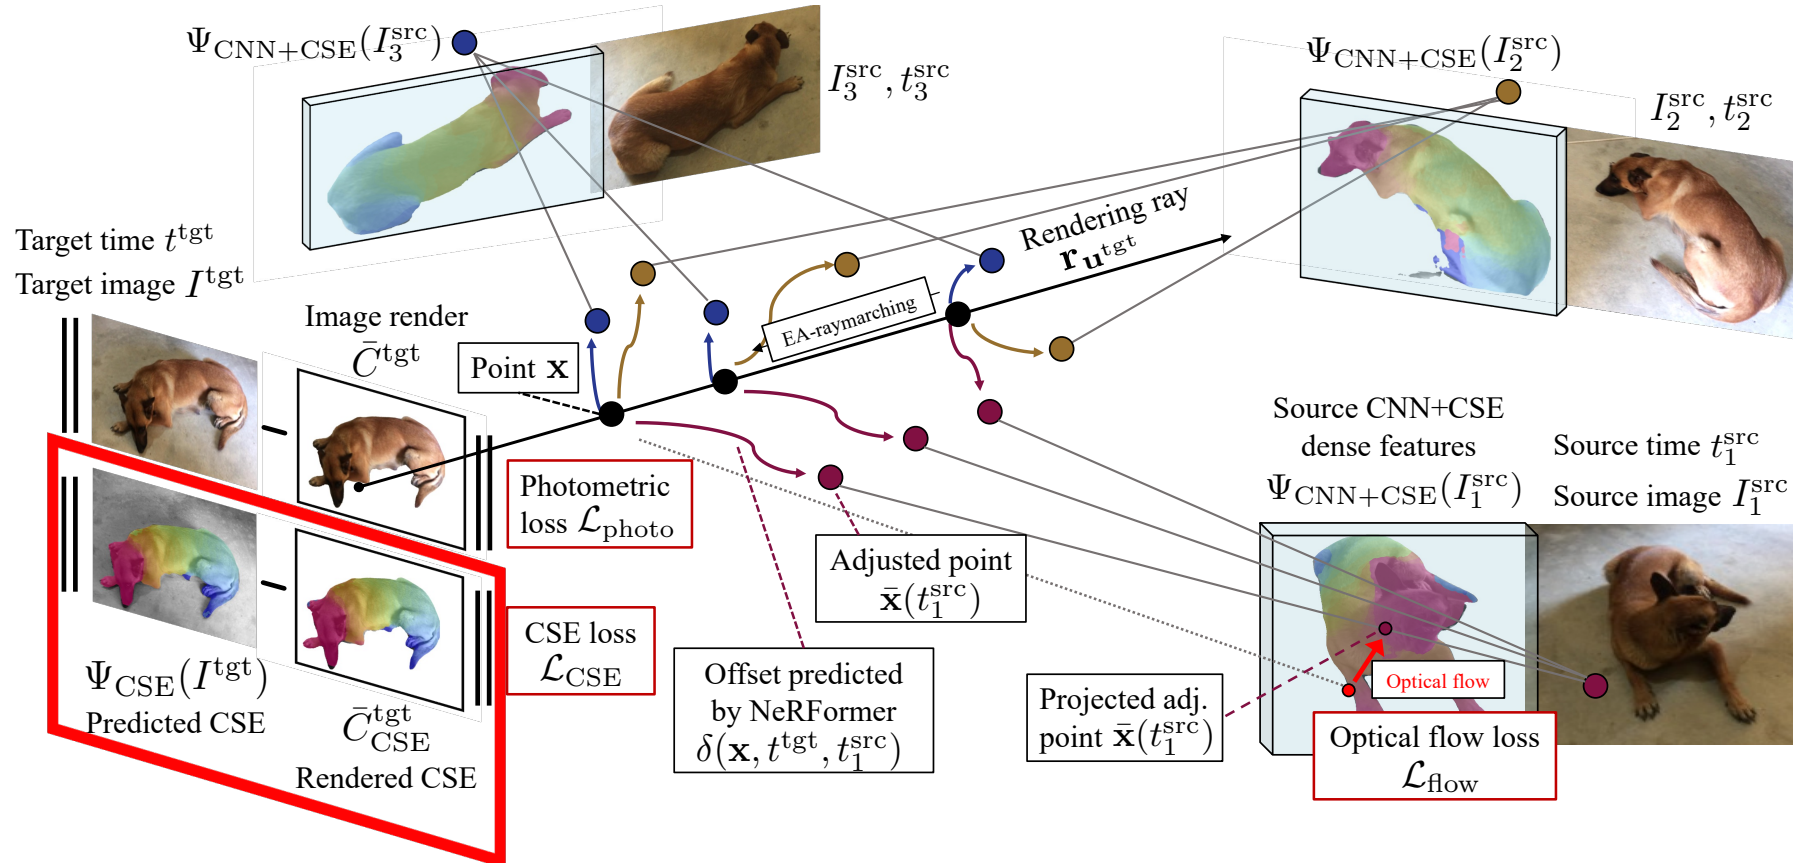 Ψ_CNN+CSE(I_3^src)
I_3^src, t_3^src
Ψ_CNN+CSE(I_2^src)
I_2^src, t_2^src
Target time t^tgt
Target image I^tgt
Image render
C̄^tgt
Point x
EA-raymarching
Rendering ray
r_u^tgt
Photometric
loss ℒ_photo
CSE loss
ℒ_CSE
Ψ_CSE(I^tgt)
Predicted CSE
C̄_CSE^tgt
Rendered CSE
Adjusted point
x̄(t_1^src)
Offset predicted
by NeRFormer
δ(x, t^tgt, t_1^src)
Source CNN+CSE
dense features
Ψ_CNN+CSE(I_1^src)
Source time t_1^src
Source image I_1^src
Optical flow
Projected adj.
point x̄(t_1^src)
Optical flow loss
ℒ_flow